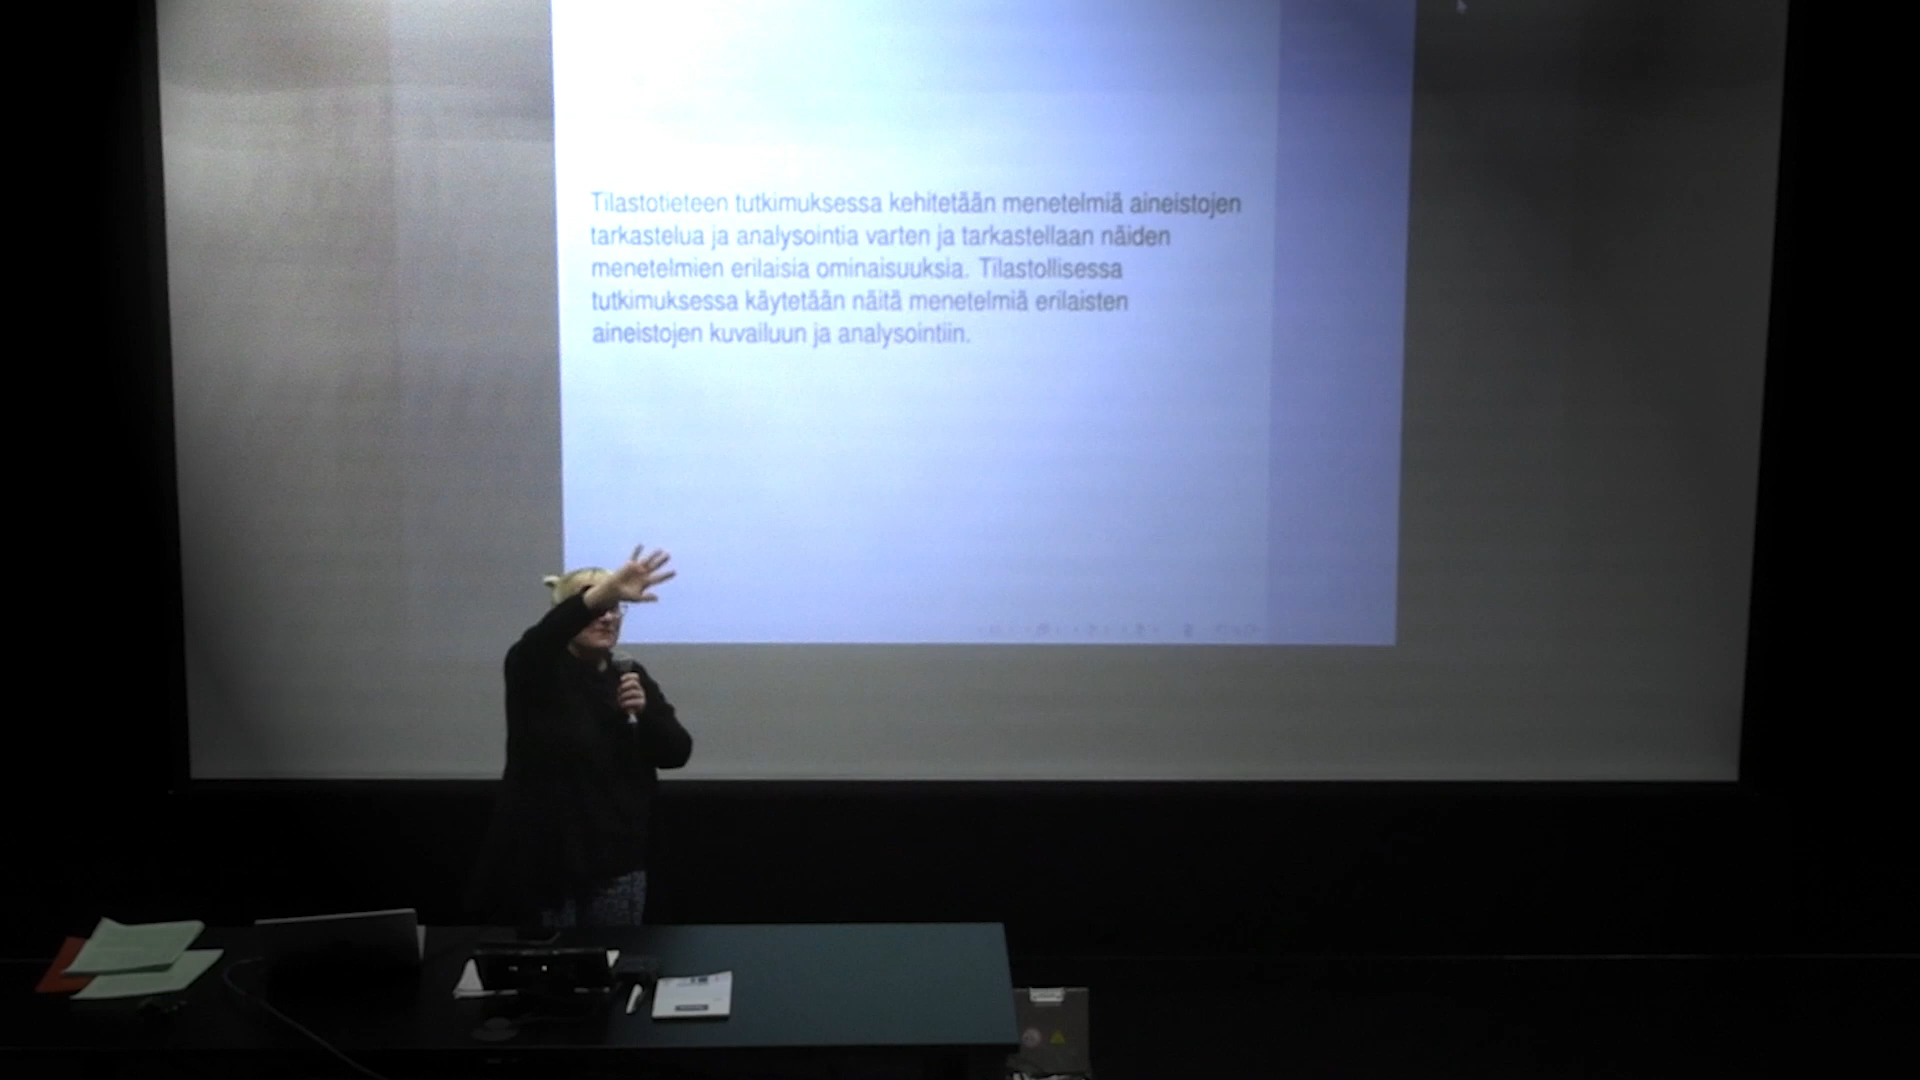 Tilastotieteen tutkimuksessa kehitetään menetelmiä aineistojen
tarkastelua ja analysointia varten ja tarkastellaan näiden
menetelmien erilaisia ominaisuuksia. Tilastollisessa
tutkimuksessa käytetään näitä menetelmiä erilaisten
aineistojen kuvailuun ja analysointiin.